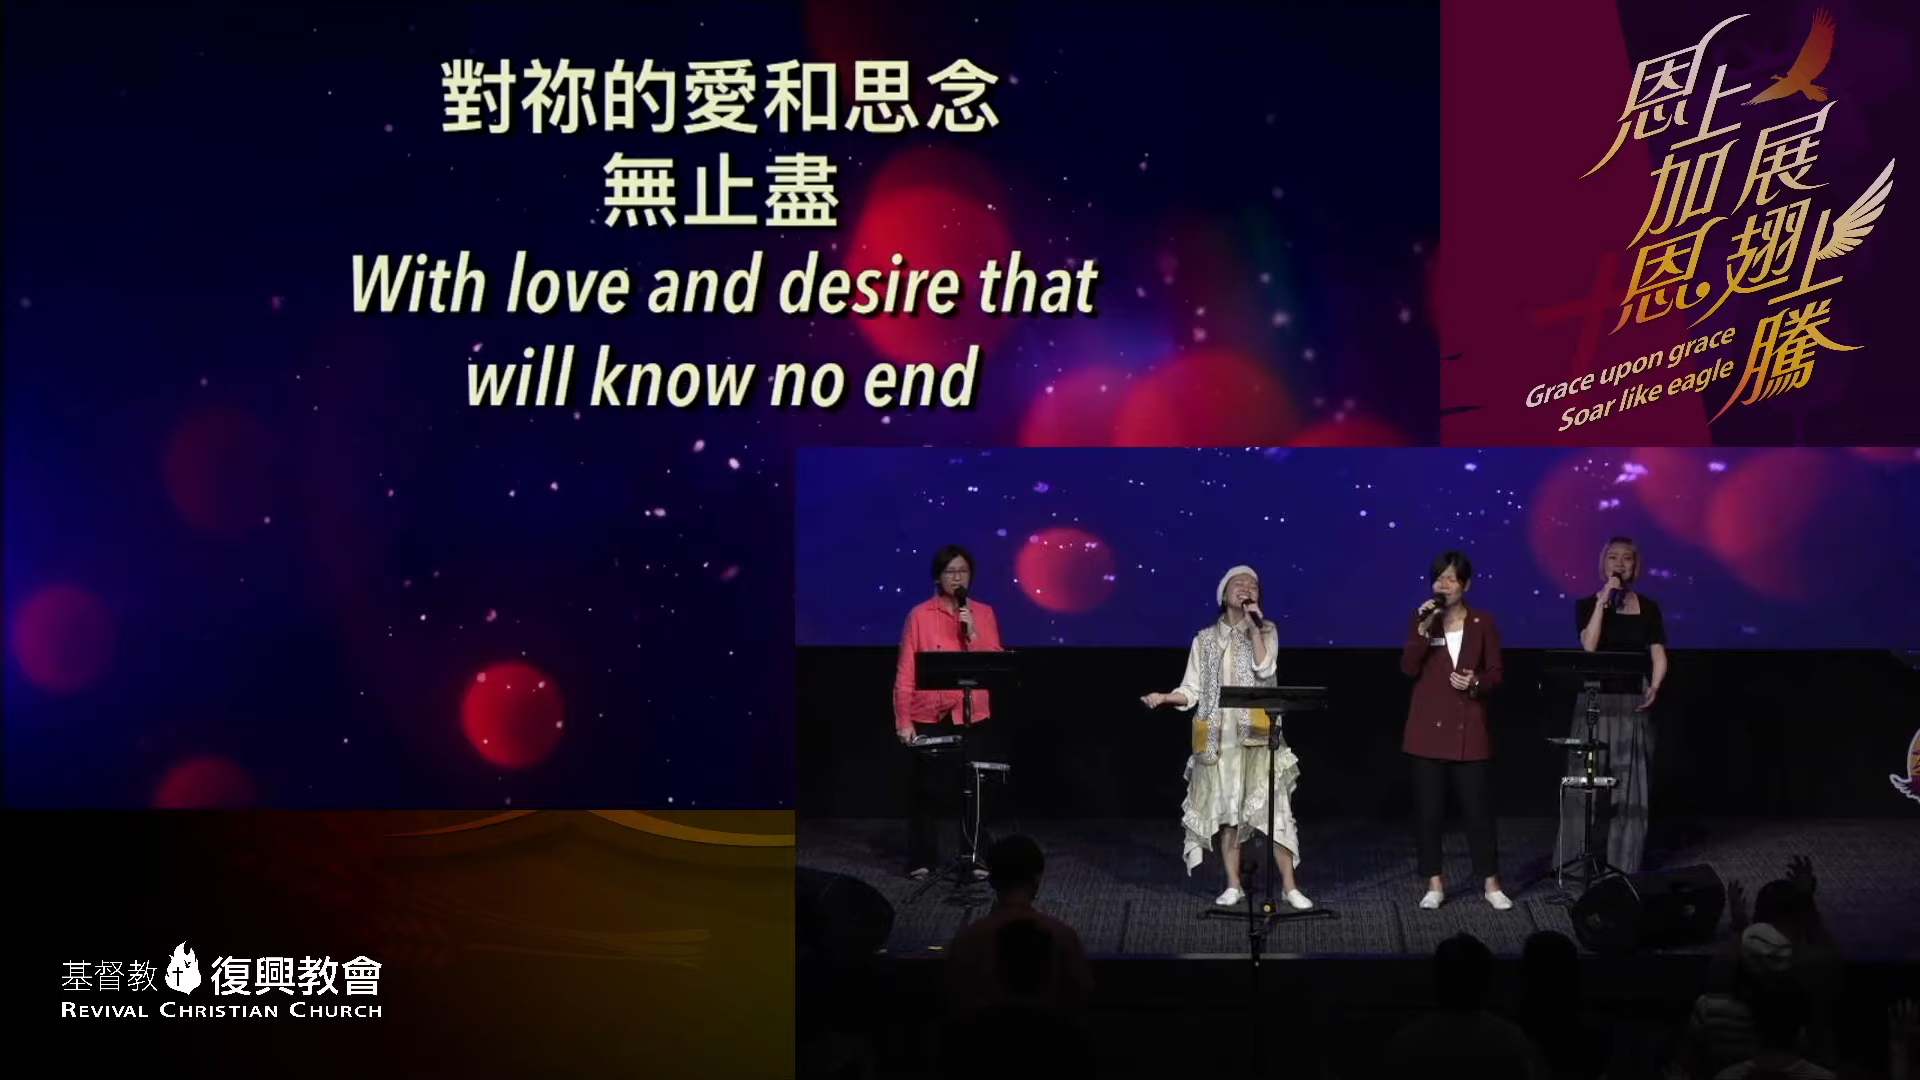 對祢的愛和思念
無止盡
With love and desire that
will know no end
恩上加恩
展翅上騰
Grace upon grace
Soar like eagle
基督教 復興教會
REVIVAL CHRISTIAN CHURCH